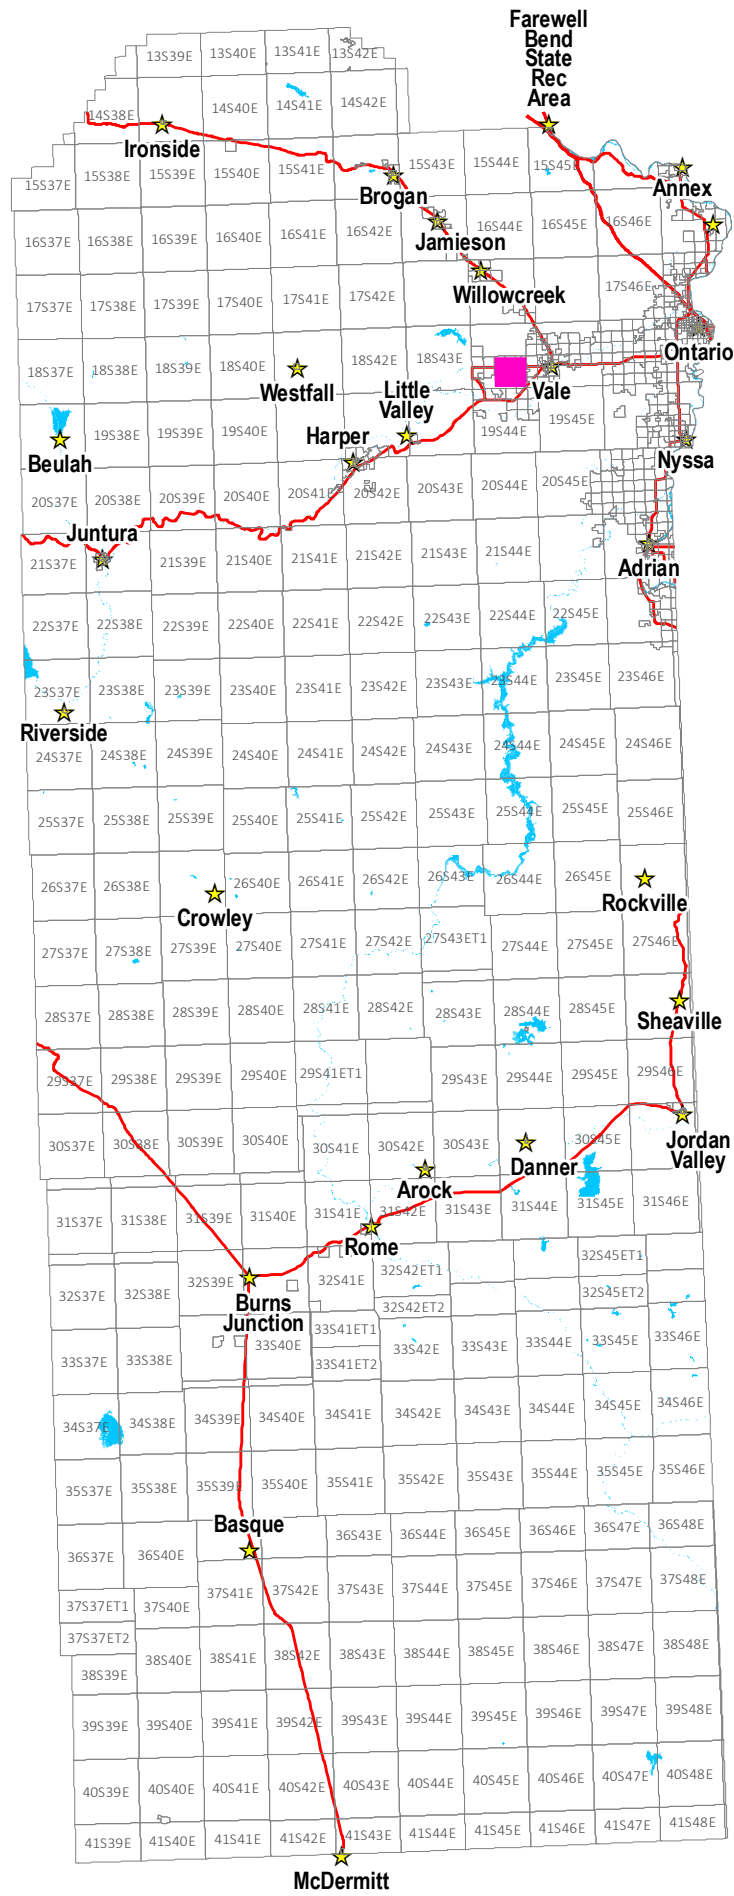 Farewell
Bend
State
Rec
Area
13S39E 13S40E 13S41E 13S42E
14S38E 14S40E 14S41E 14S42E
Ironside
15S37E 15S38E 15S39E 15S40E 15S41E 15S43E 15S44E 15S45E
Brogan
Annex
16S37E 16S38E 16S39E 16S40E 16S41E 16S42E 16S44E 16S45E 16S46E
Jamieson
Willowcreek
17S37E 17S38E 17S39E 17S40E 17S41E 17S42E 17S46E
Ontario
18S37E 18S38E 18S39E 18S40E 18S42E 18S43E
Westfall
Little
Valley
Vale
19S38E 19S39E 19S40E 19S44E 19S45E
Beulah
Harper
Nyssa
20S37E 20S38E 20S39E 20S40E 20S41E 20S42E 20S43E 20S44E 20S45E
Juntura
21S37E 21S39E 21S40E 21S41E 21S42E 21S43E 21S44E
Adrian
22S37E 22S38E 22S39E 22S40E 22S41E 22S42E 22S43E 22S44E 22S45E
23S37E 23S38E 23S39E 23S40E 23S41E 23S42E 23S43E 23S44E 23S45E 23S46E
Riverside
24S37E 24S38E 24S39E 24S40E 24S41E 24S42E 24S43E 24S44E 24S45E 24S46E
25S37E 25S38E 25S39E 25S40E 25S41E 25S42E 25S43E 25S44E 25S45E 25S46E
26S37E 26S38E 26S40E 26S41E 26S42E 26S43E 26S44E 26S45E
Crowley
Rockville
27S37E 27S38E 27S39E 27S40E 27S41E 27S42E 27S43ET1 27S44E 27S45E 27S46E
28S37E 28S38E 28S39E 28S40E 28S41E 28S42E 28S43E 28S44E 28S45E
Sheaville
29S37E 29S38E 29S39E 29S40E 29S41ET1 29S43E 29S44E 29S45E 29S46E
30S37E 30S38E 30S39E 30S40E 30S41E 30S42E 30S43E 30S45E
Jordan
Valley
Danner
Arock
31S37E 31S38E 31S39E 31S40E 31S41E 31S42E 31S43E 31S44E 31S45E 31S46E
Rome
32S37E 32S38E 32S39E 32S41E 32S42ET1 32S45ET1
32S42ET2 32S45ET2
Burns
Junction
33S37E 33S38E 33S40E 33S41ET1 33S42E 33S43E 33S44E 33S45E 33S46E
33S41ET2
34S37E 34S38E 34S39E 34S40E 34S41E 34S42E 34S43E 34S44E 34S45E 34S46E
35S37E 35S38E 35S39E 35S40E 35S41E 35S42E 35S43E 35S44E 35S45E 35S46E
Basque
36S37E 36S40E 36S43E 36S44E 36S45E 36S46E 36S47E 36S48E
37S37ET1 37S40E 37S41E 37S42E 37S43E 37S44E 37S45E 37S46E 37S47E 37S48E
37S37ET2
38S39E 38S40E 38S41E 38S42E 38S43E 38S44E 38S45E 38S46E 38S47E 38S48E
39S39E 39S40E 39S41E 39S42E 39S43E 39S44E 39S45E 39S46E 39S47E 39S48E
40S39E 40S40E 40S41E 40S42E 40S43E 40S44E 40S45E 40S46E 40S47E 40S48E
41S39E 41S40E 41S41E 41S42E 41S43E 41S44E 41S45E 41S46E 41S47E 41S48E
McDermitt